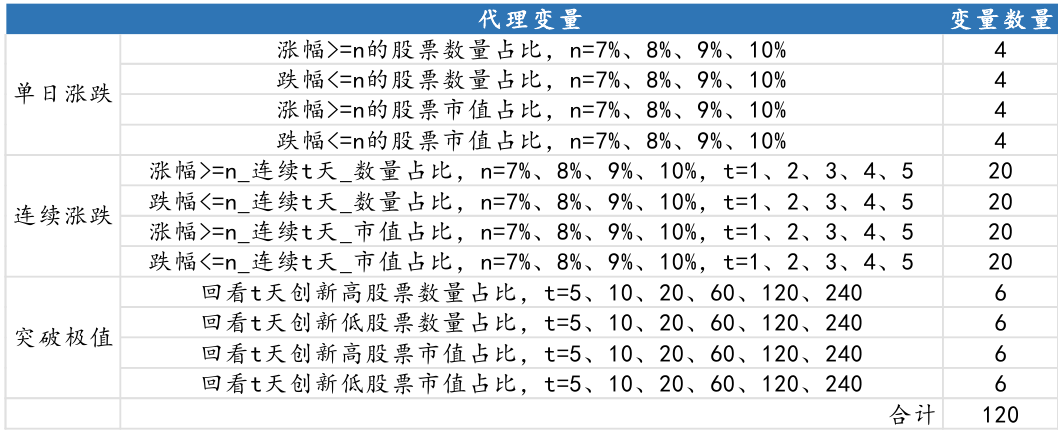 代理变量 变量数量
单日涨跌
涨幅>=n的股票数量占比，n=7%、8%、9%、10% 4
跌幅<=n的股票数量占比，n=7%、8%、9%、10% 4
涨幅>=n的股票市值占比，n=7%、8%、9%、10% 4
跌幅<=n的股票市值占比，n=7%、8%、9%、10% 4
连续涨跌
涨幅>=n_连续t天_数量占比，n=7%、8%、9%、10%，t=1、2、3、4、5 20
跌幅<=n_连续t天_数量占比，n=7%、8%、9%、10%，t=1、2、3、4、5 20
涨幅>=n_连续t天_市值占比，n=7%、8%、9%、10%，t=1、2、3、4、5 20
跌幅<=n_连续t天_市值占比，n=7%、8%、9%、10%，t=1、2、3、4、5 20
突破极值
回看t天创新高股票数量占比，t=5、10、20、60、120、240 6
回看t天创新低股票数量占比，t=5、10、20、60、120、240 6
回看t天创新高股票市值占比，t=5、10、20、60、120、240 6
回看t天创新低股票市值占比，t=5、10、20、60、120、240 6
合计 120